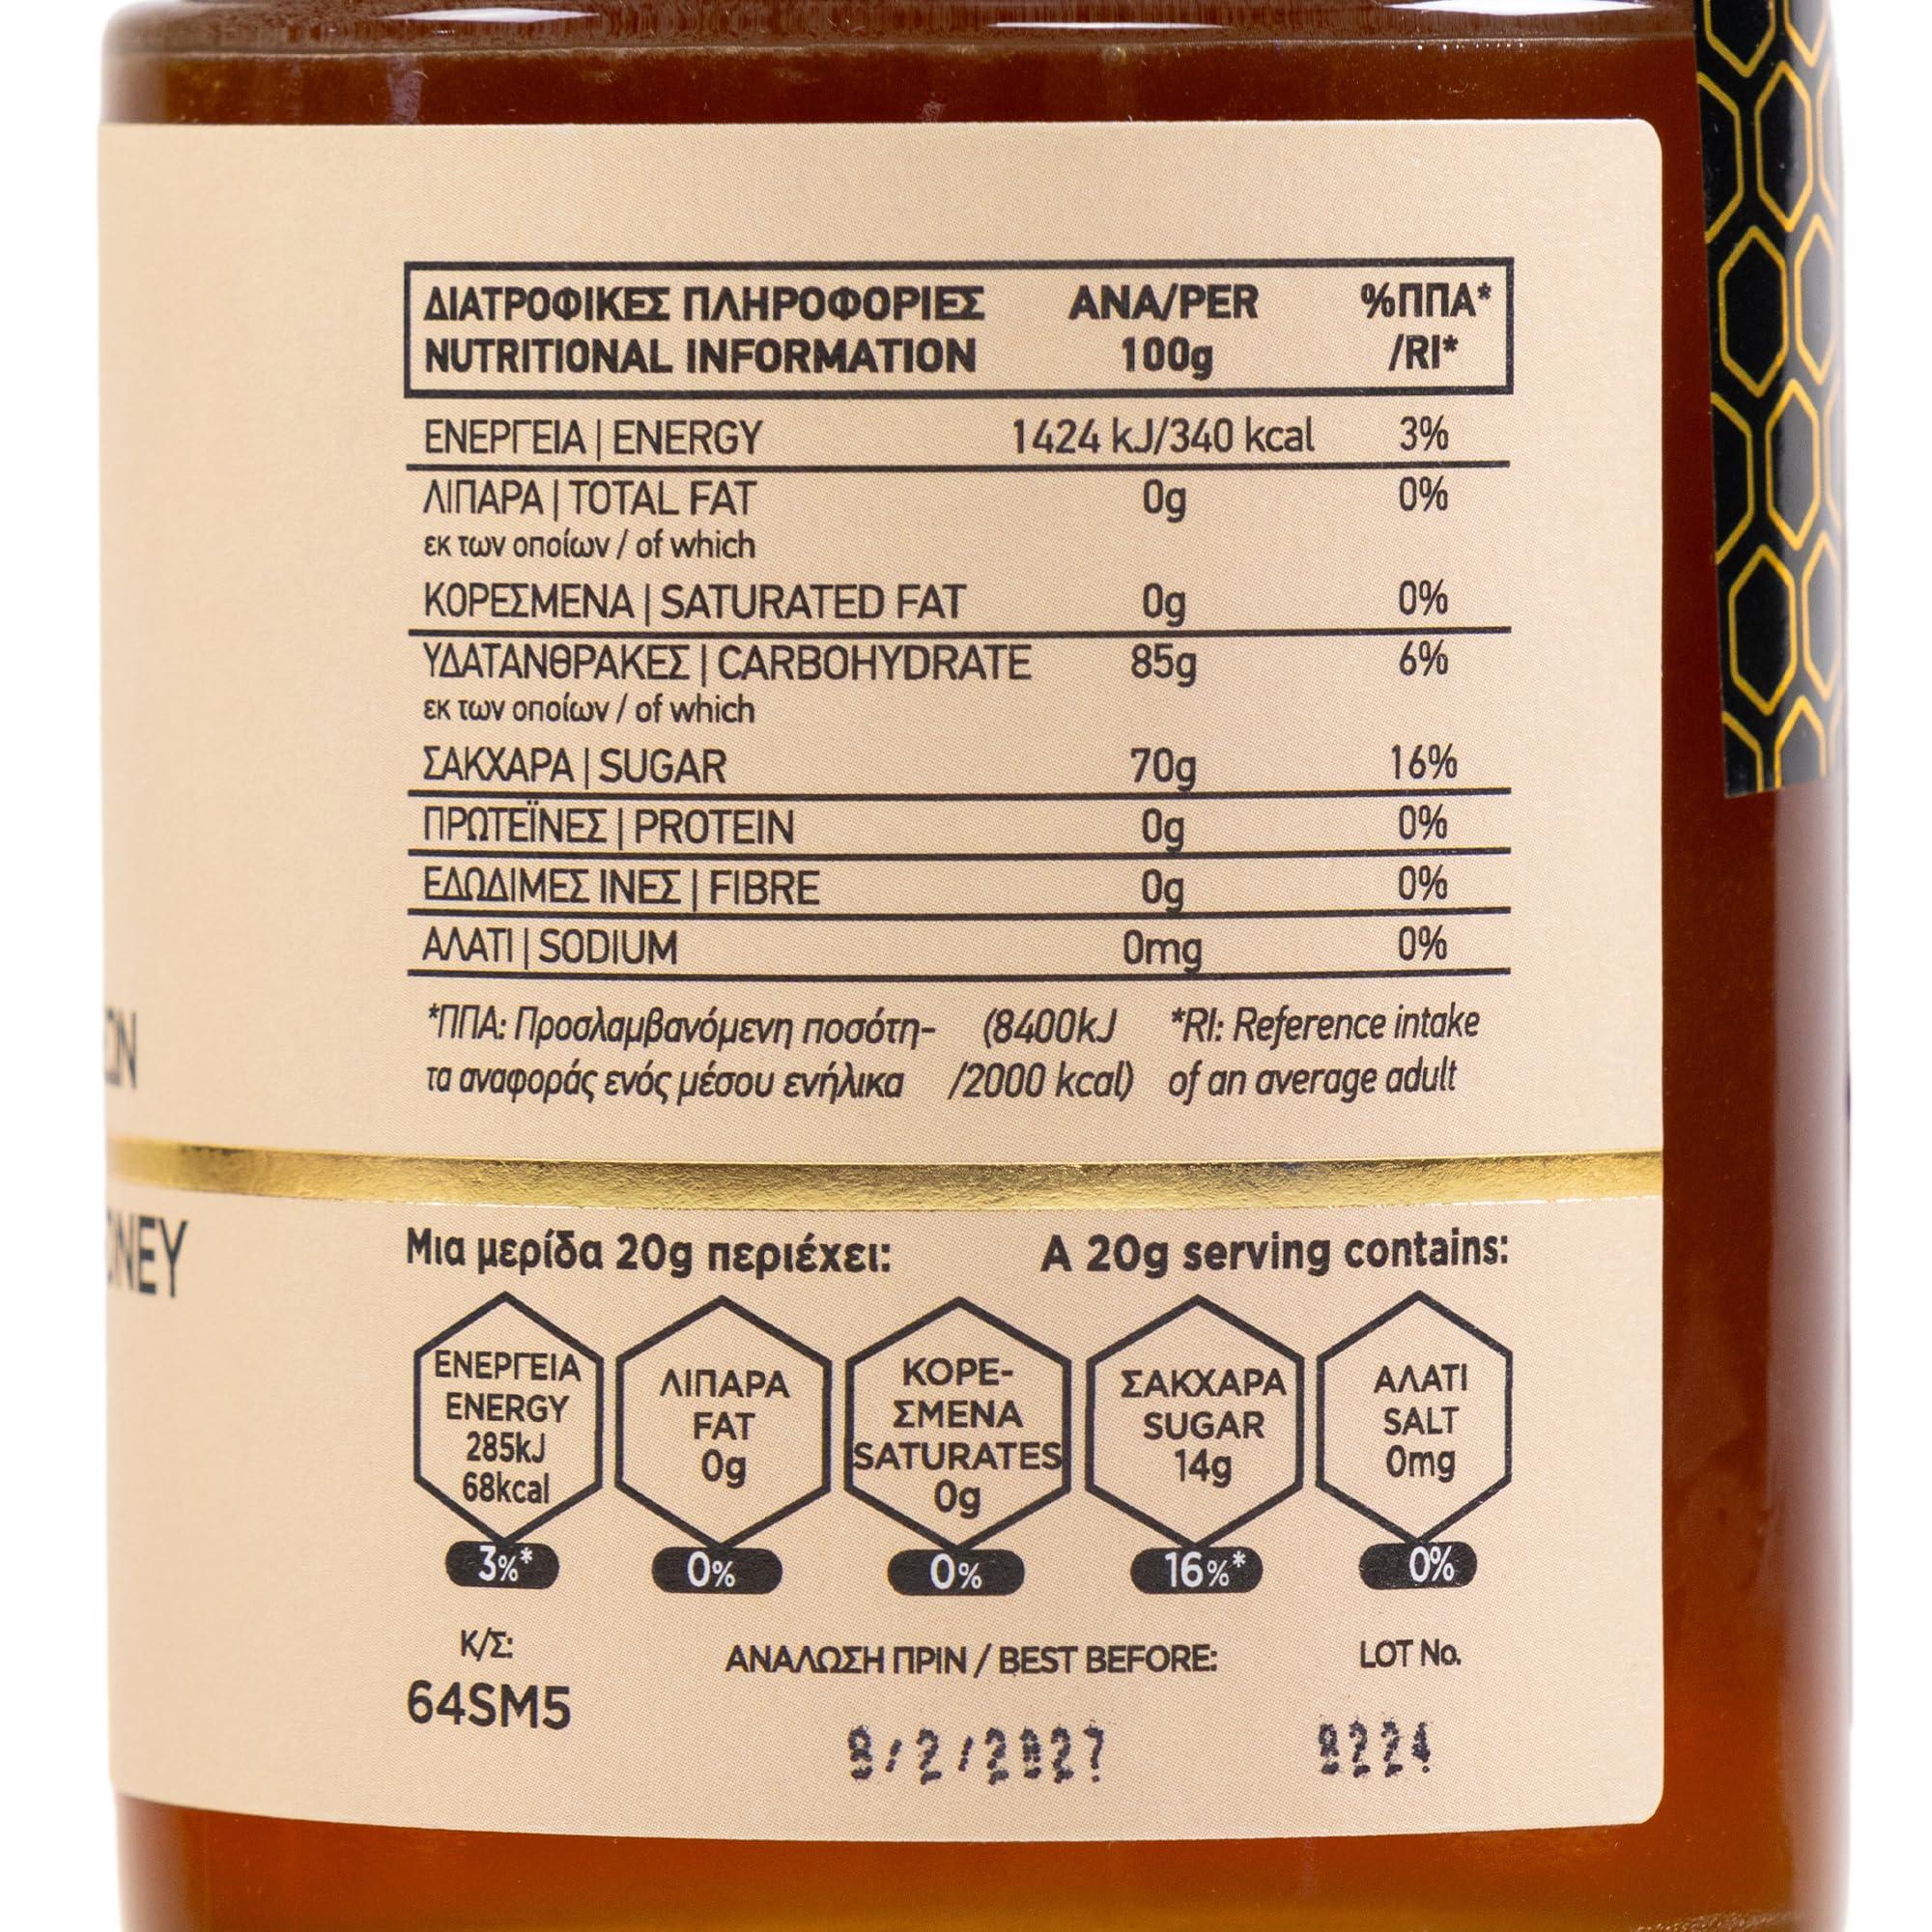 ΔΙΑΤΡΟΦΙΚΕΣ ΠΛΗΡΟΦΟΡΙΕΣ ΑΝΑ/PER %ΠΠΑ*
NUTRITIONAL INFORMATION 100g /RI*
ΕΝΕΡΓΕΙΑ | ENERGY 1424 kJ/340 kcal 3%
ΛΙΠΑΡΑ | TOTAL FAT 0g 0%
εκ των οποίων / of which
ΚΟΡΕΣΜΕΝΑ | SATURATED FAT 0g 0%
ΥΔΑΤΑΝΘΡΑΚΕΣ | CARBOHYDRATE 85g 6%
εκ των οποίων / of which
ΣΑΚΧΑΡΑ | SUGAR 70g 16%
ΠΡΩΤΕΪΝΕΣ | PROTEIN 0g 0%
ΕΔΩΔΙΜΕΣ ΙΝΕΣ | FIBRE 0g 0%
ΑΛΑΤΙ | SODIUM 0mg 0%
*ΠΠΑ: Προσλαμβανόμενη ποσότη- (8400kJ *RI: Reference intake
τα αναφοράς ενός μέσου ενήλικα /2000 kcal) of an average adult
Μια μερίδα 20g περιέχει: A 20g serving contains:
ΕΝΕΡΓΕΙΑ
ENERGY
285kJ
68kcal
3%*
ΛΙΠΑΡΑ
FAT
0g
0%
ΚΟΡΕ-
ΣΜΕΝΑ
SATURATES
0g
0%
ΣΑΚΧΑΡΑ
SUGAR
14g
16%*
ΑΛΑΤΙ
SALT
0mg
0%
Κ/Σ:
64SM5
ΑΝΑΛΩΣΗ ΠΡΙΝ / BEST BEFORE:
8/2/2027
LOT No.